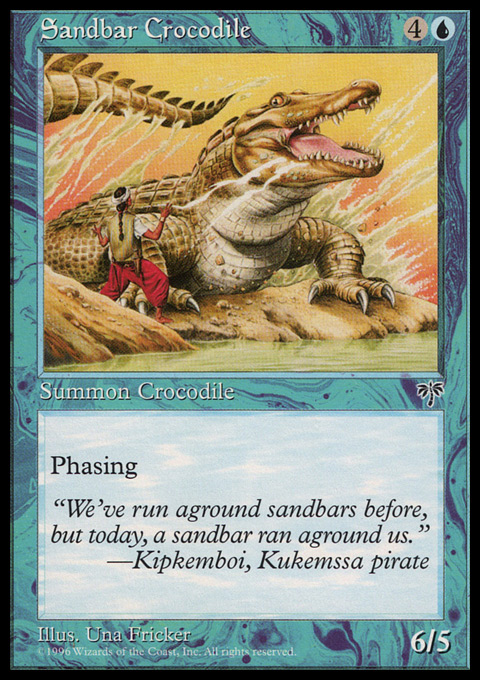 Sandbar Crocodile 4
Summon Crocodile
Phasing
“We’ve run aground sandbars before,
but today, a sandbar ran aground us.”
—Kipkemboi, Kukemssa pirate
Illus. Una Fricker
6/5
©1996 Wizards of the Coast, Inc. All rights reserved.